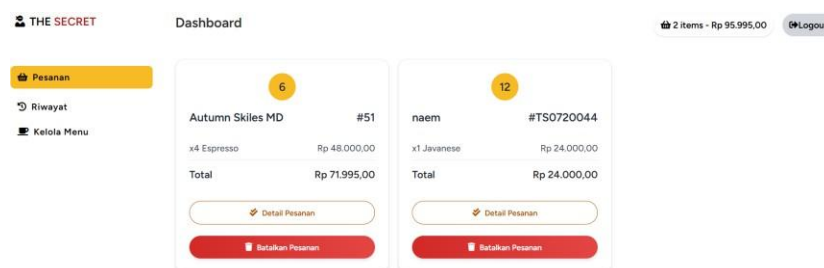 THE SECRET
Dashboard
2 items - Rp 95.995,00
Logou
Pesanan
Riwayat
Kelola Menu
6
Autumn Skiles MD #51
x4 Espresso Rp 48.000,00
Total Rp 71.995,00
Detail Pesanan
Batalkan Pesanan
12
naem #TS0720044
x1 Javanese Rp 24.000,00
Total Rp 24.000,00
Detail Pesanan
Batalkan Pesanan